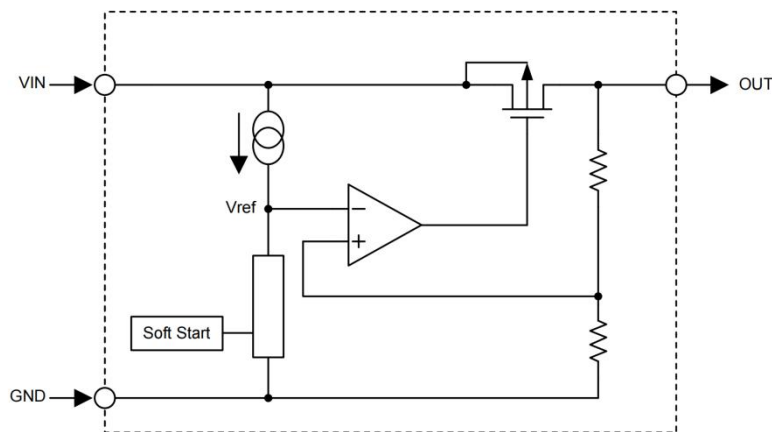 VIN
OUT
Vref
−
+
Soft Start
GND